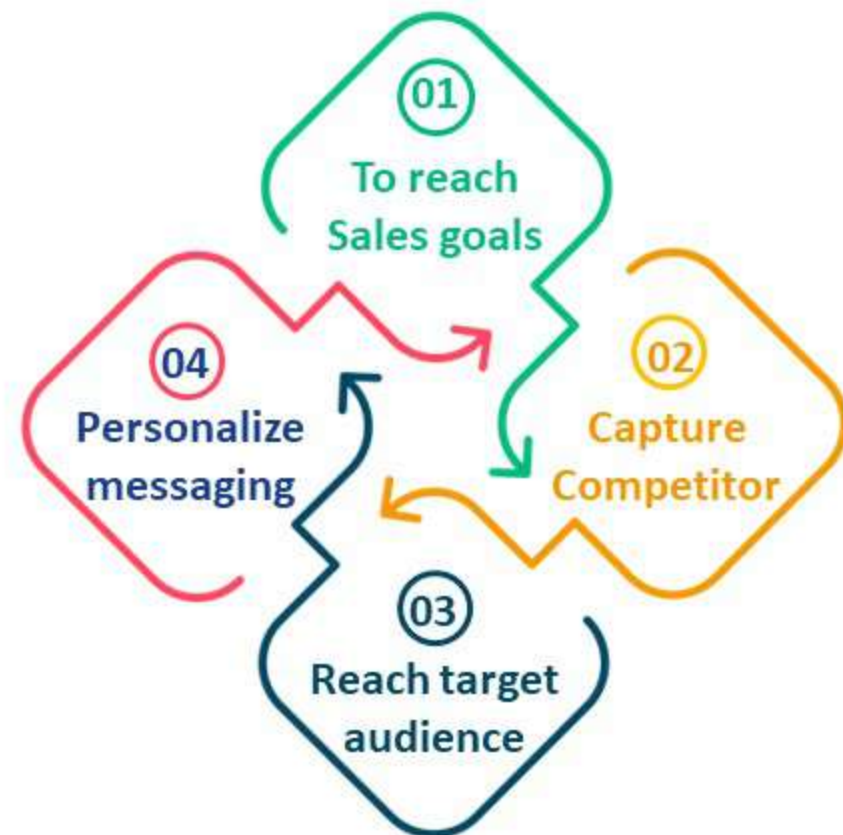 01
To reach
Sales goals
02
Capture
Competitor
03
Reach target
audience
04
Personalize
messaging